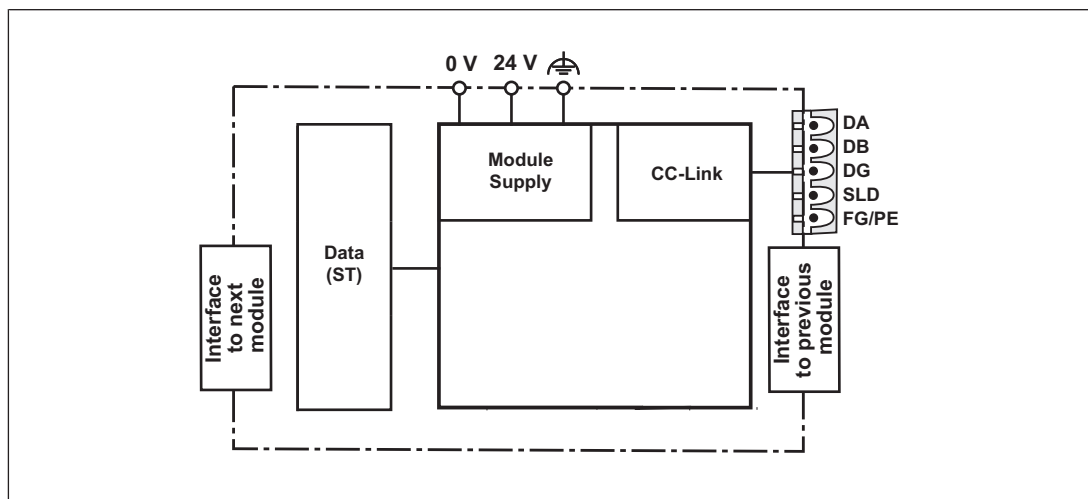 0 V 24 V
Module
Supply
CC-Link
DA
DB
DG
SLD
FG/PE
Data
(ST)
Interface
to next
module
Interface
to previous
module